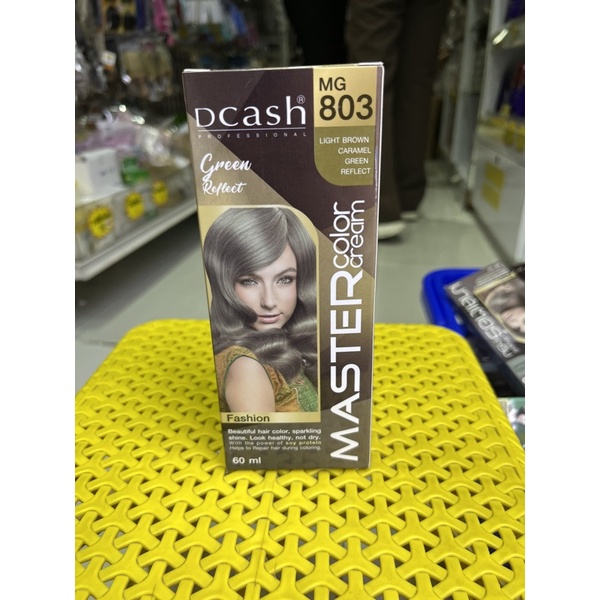 Dcash®
PROFESSIONAL
Green
Reflect
MG
803
LIGHT BROWN
CARAMEL
GREEN
REFLECT
MASTER color cream
Fashion
Beautiful hair color, sparkling
shine. Look healthy, not dry.
With the power of soy protein
Helps to Repair hair during coloring.
60 ml